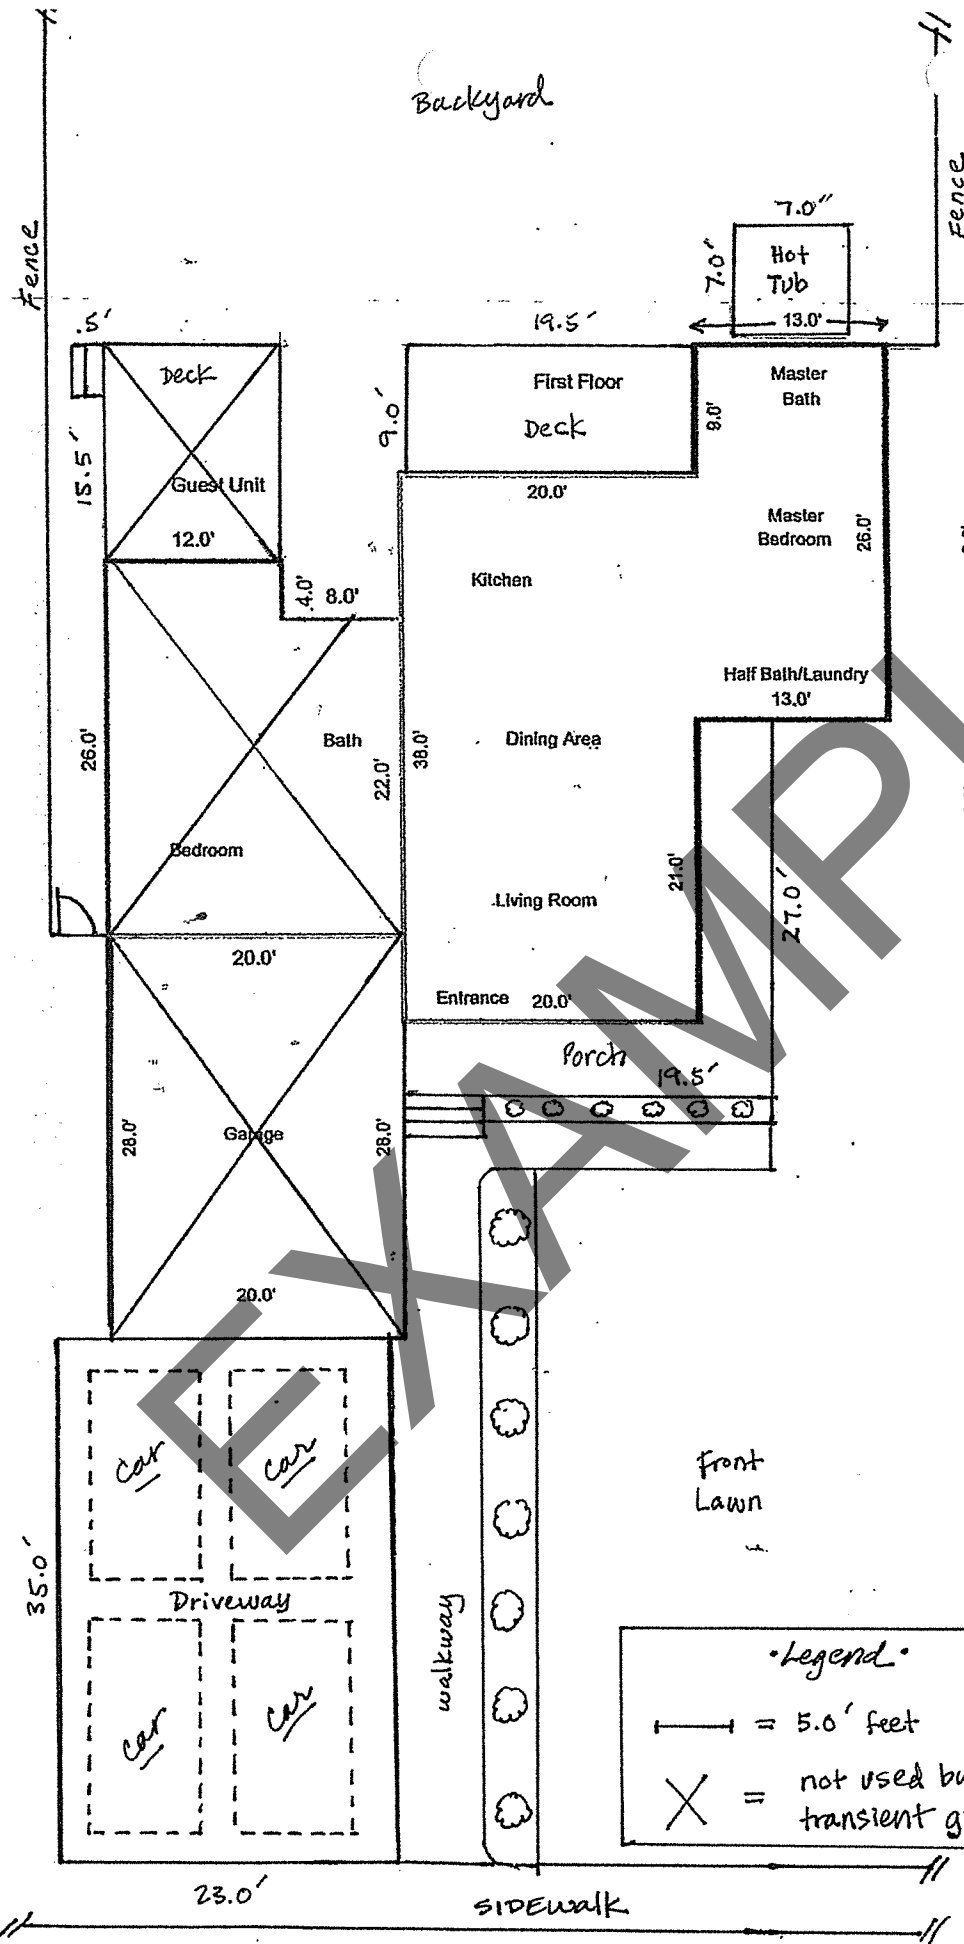 Backyard
Fence
Fence
7.0"
7.0"
Hot
Tub
13.0'
.5'
19.5'
Deck
First Floor
Deck
Master
Bath
9.0'
9.0'
15.5'
Guest Unit
20.0'
12.0'
Master
Bedroom
26.0'
Kitchen
4.0'
8.0'
Half Bath/Laundry
13.0'
26.0'
Bath
22.0'
38.0'
Dining Area
Bedroom
21.0'
27.0'
Living Room
20.0'
Entrance 20.0'
Porch
19.5'
28.0'
Garage
28.0'
20.0'
EXAMPL
car
car
Front
Lawn
35.0'
Driveway
walkway
car
car
•Legend•
= 5.0' feet
X = not used
transient
23.0'
SIDEWALK